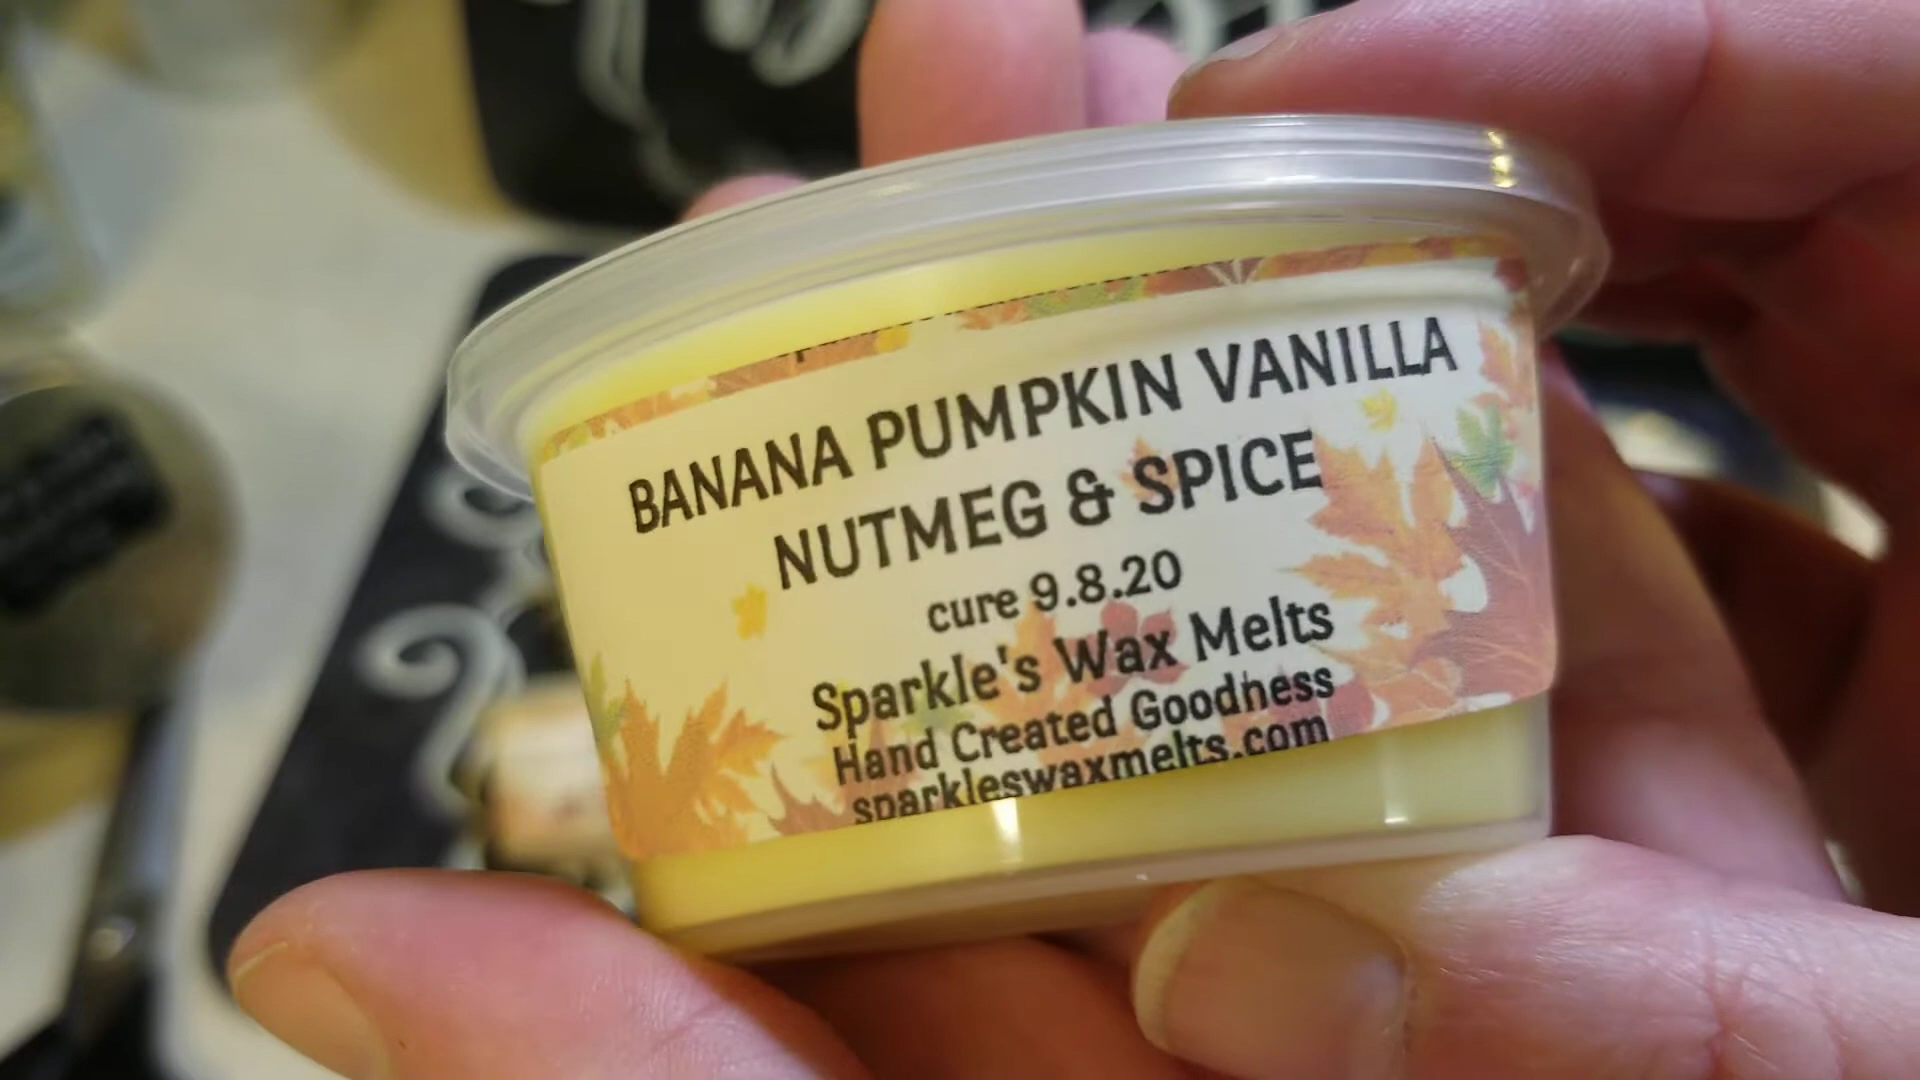 BANANA PUMPKIN VANILLA
NUTMEG & SPICE
cure 9.8.20
Sparkle's Wax Melts
Hand Created Goodness
sparkleswaxmelts.com